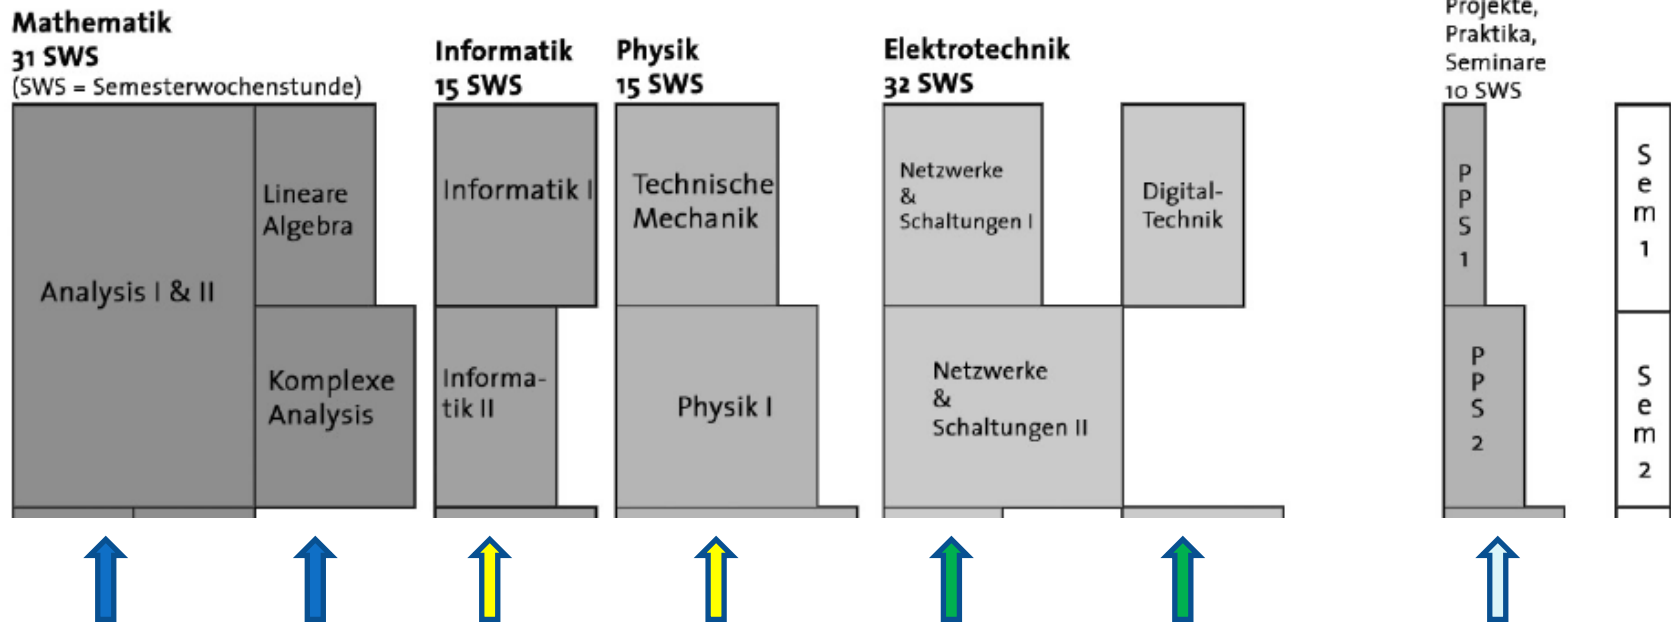 Mathematik
31 SWS
(SWS = Semesterwochenstunde)
Informatik
15 SWS
Physik
15 SWS
Elektrotechnik
32 SWS
Projekte,
Praktika,
Seminare
10 SWS
Analysis I & II
Lineare
Algebra
Komplexe
Analysis
Informatik I
Informa-
tik II
Technische
Mechanik
Physik I
Netzwerke
&
Schaltungen I
Digital-
Technik
Netzwerke
&
Schaltungen II
P
P
S
1
P
P
S
2
S
e
m
1
S
e
m
2